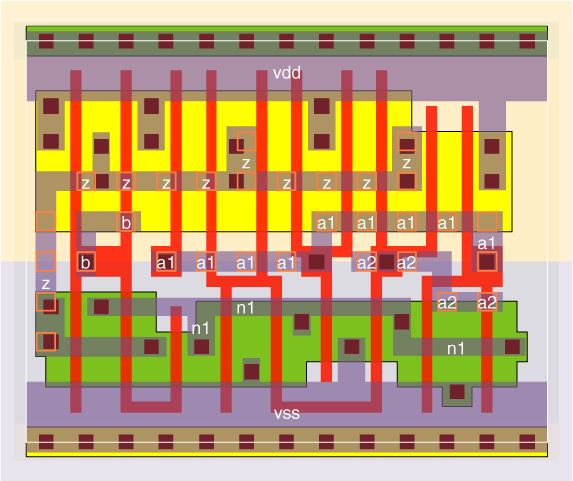 vdd
z z
z z z z z z z z
b a1 a1 a1 a1
a1
b a1 a1 a1 a1 a2 a2
z a2 a2
n1
n1 n1
vss